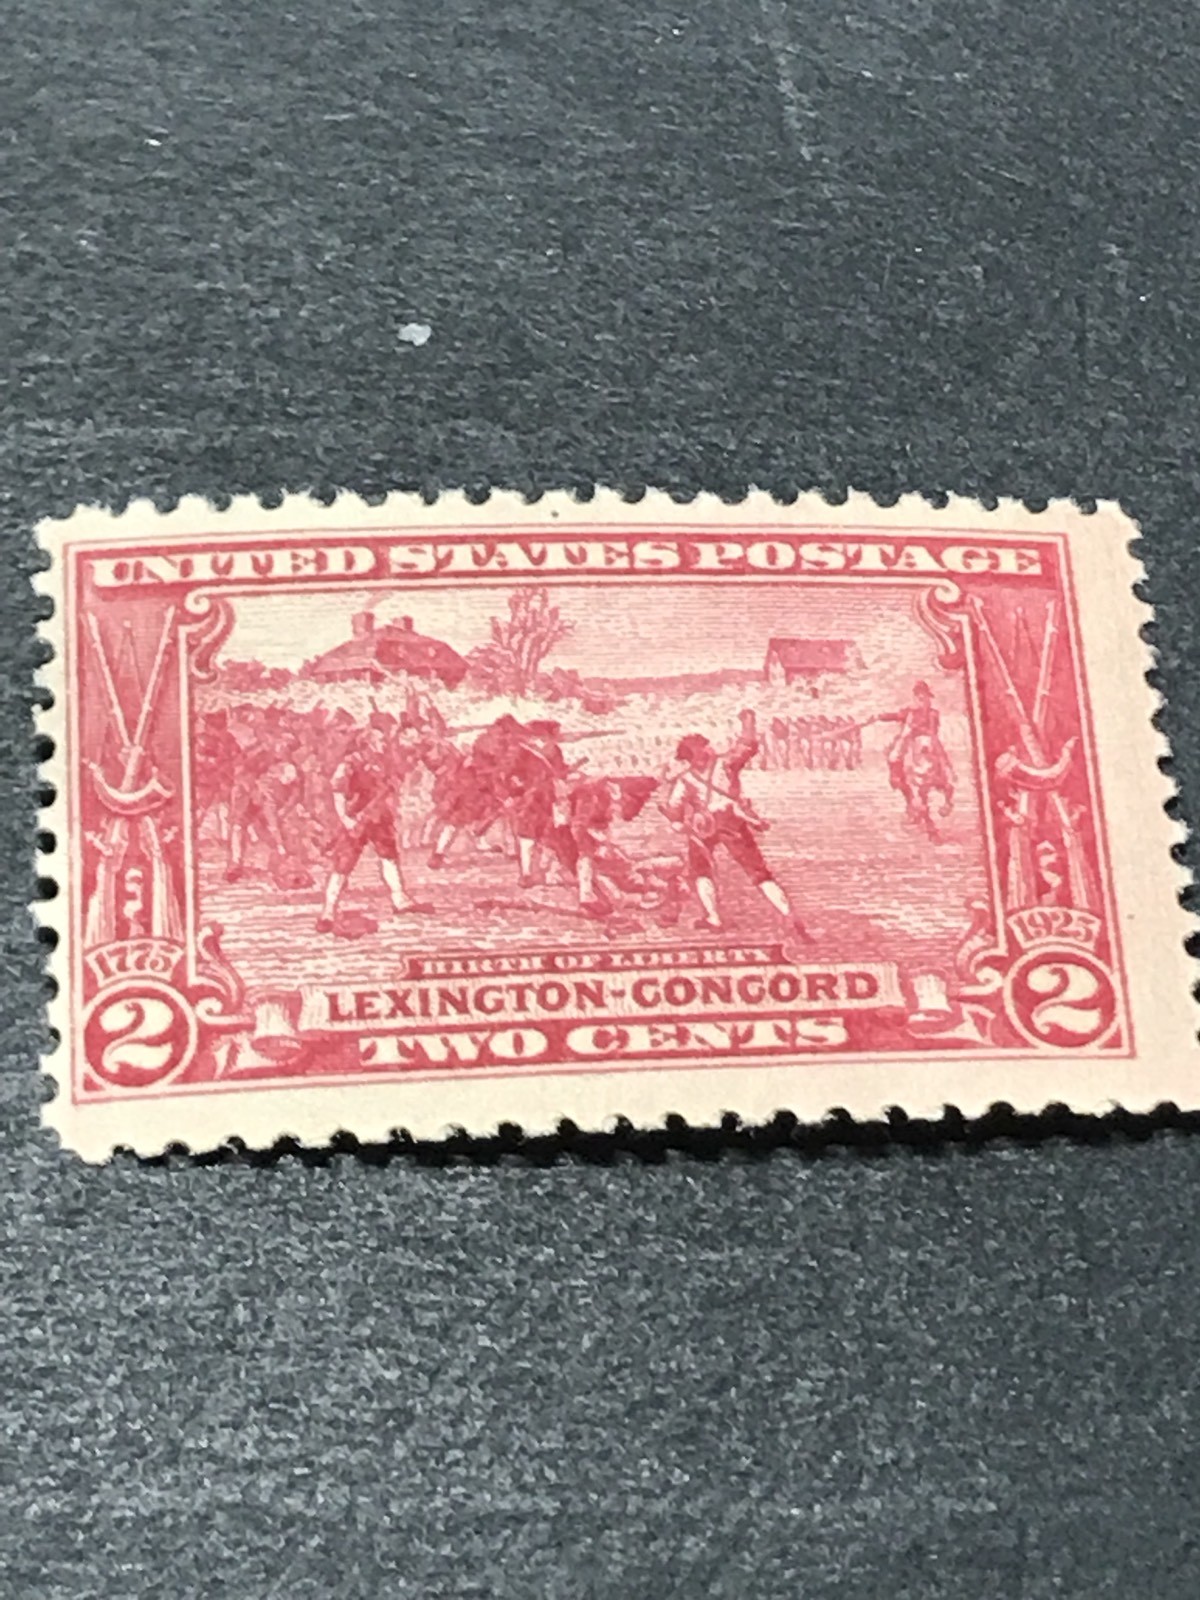 UNITED STATES POSTAGE
1775
1925
BIRTH OF LIBERTY
LEXINGTON-CONCORD
2
TWO CENTS
2